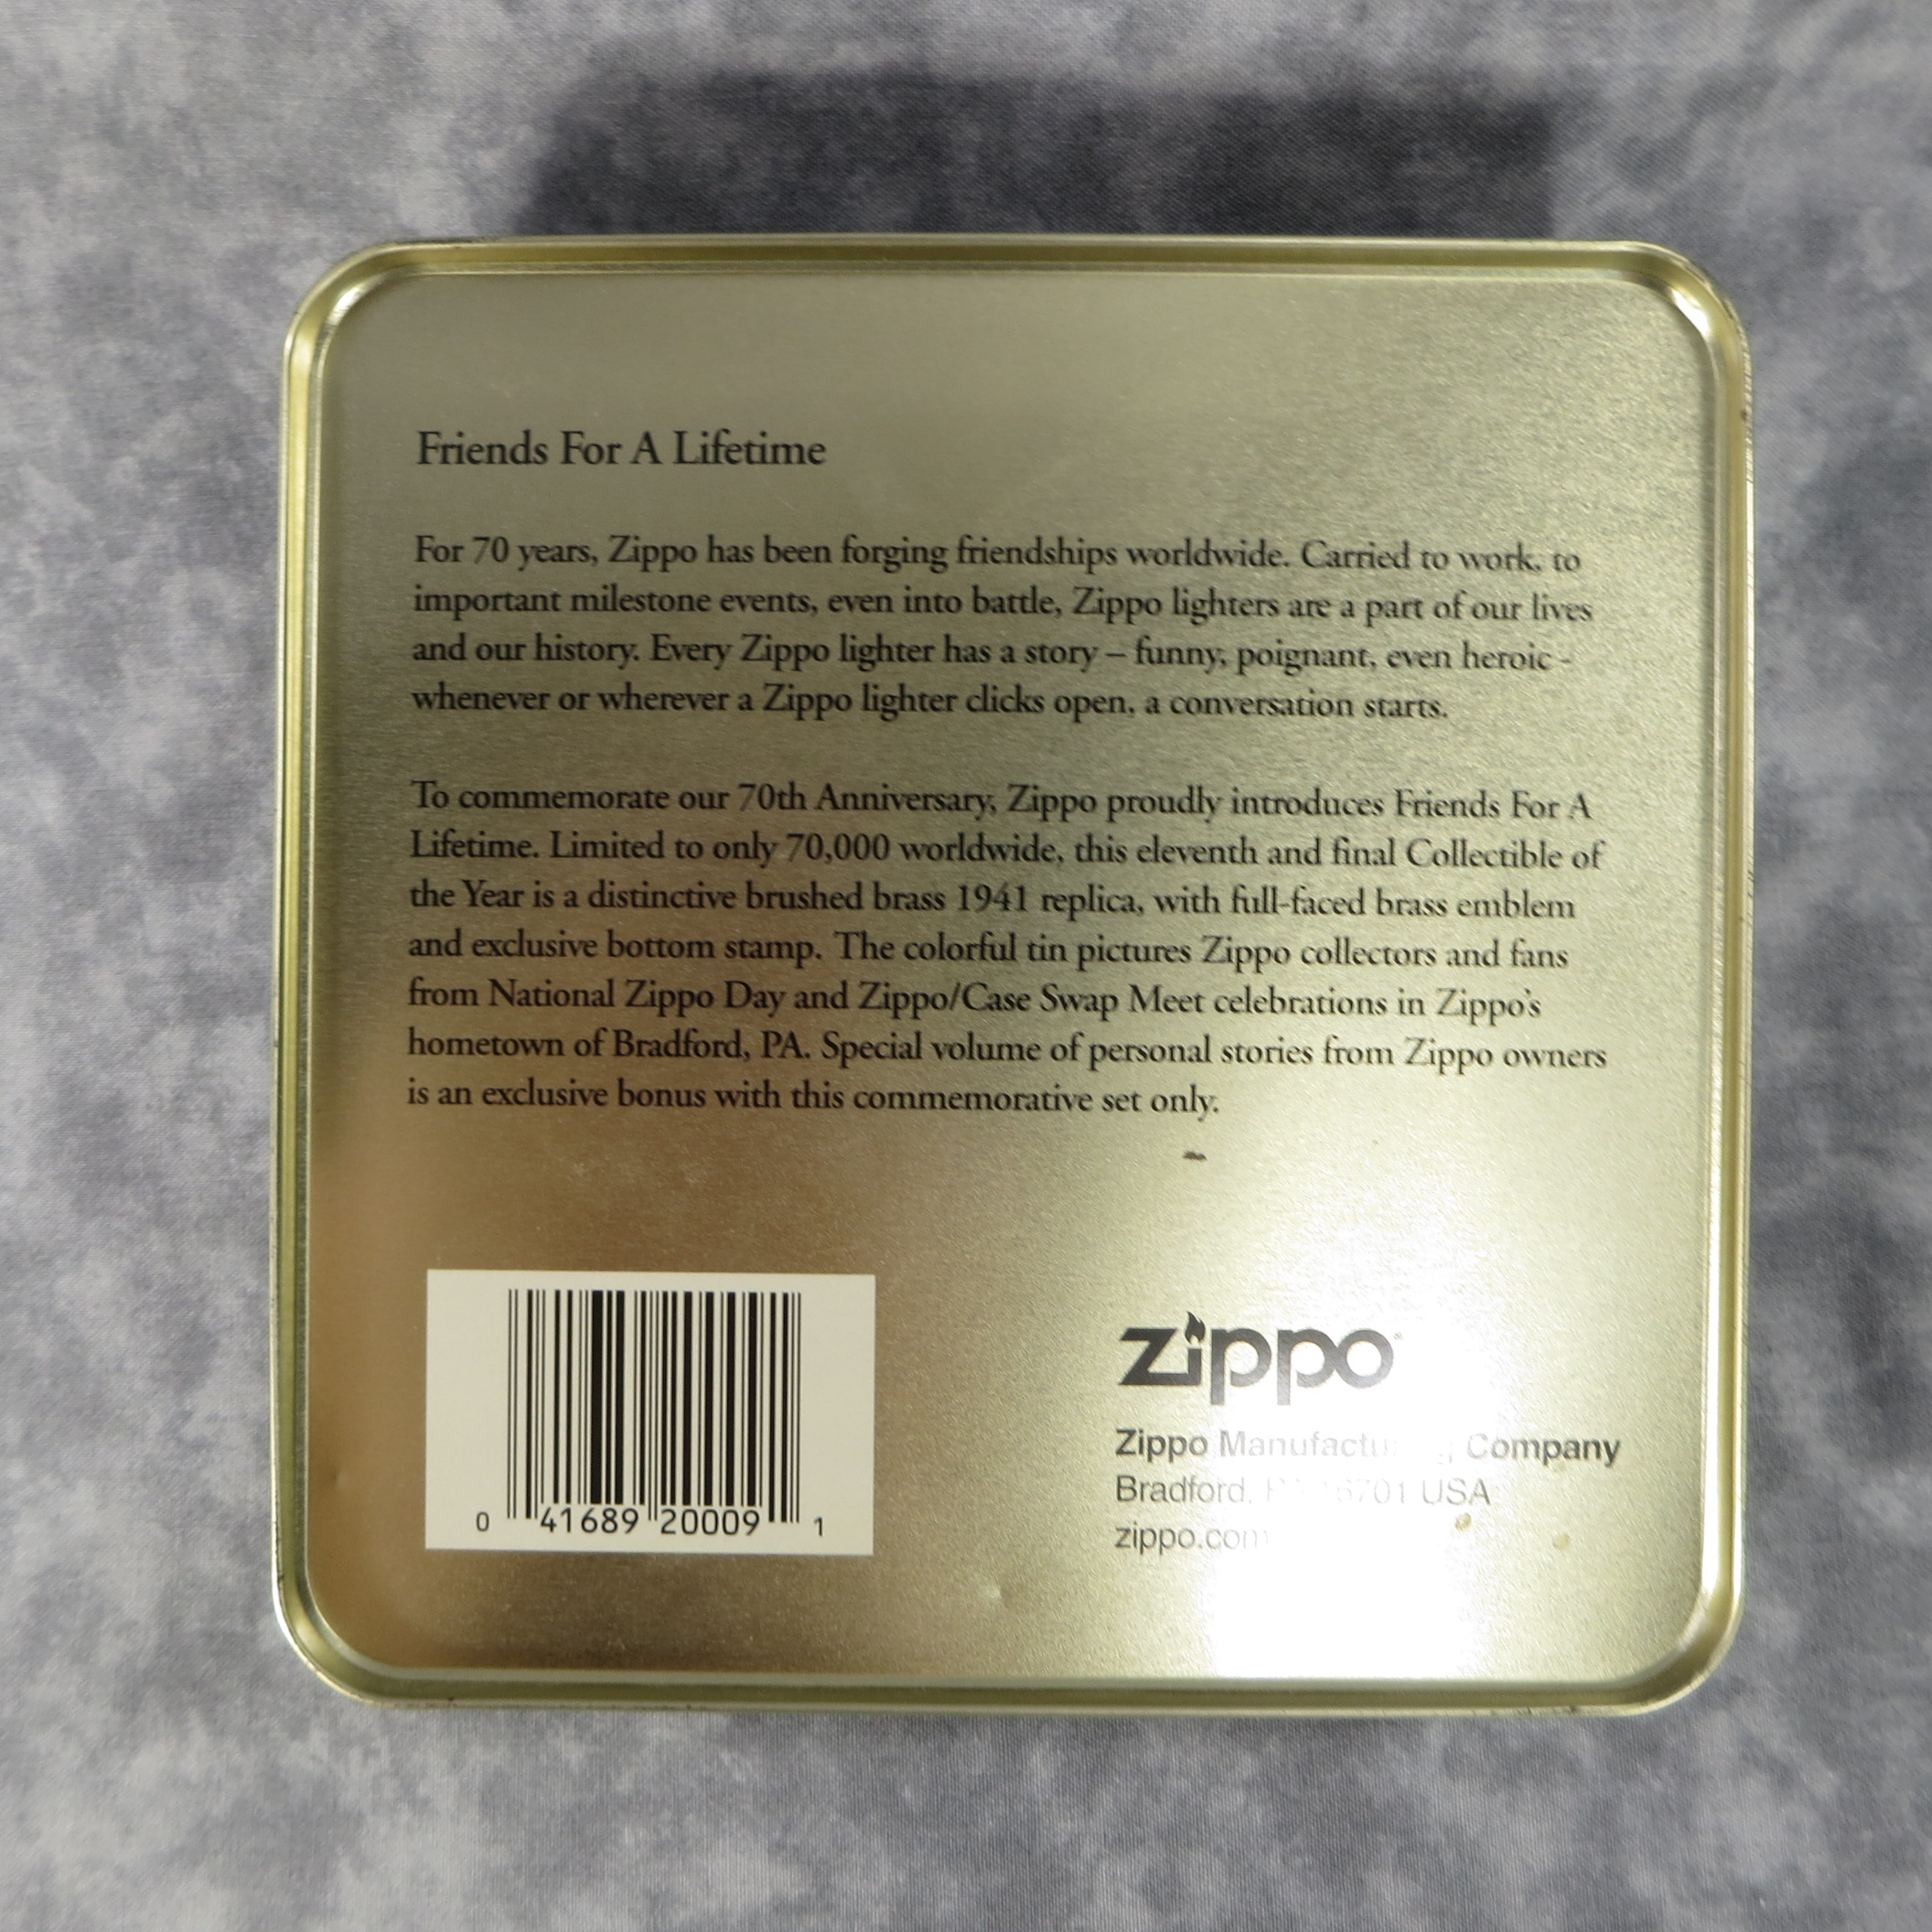 Friends For A Lifetime
For 70 years, Zippo has been forging friendships worldwide. Carried to work, to
important milestone events, even into battle, Zippo lighters are a part of our lives
and our history. Every Zippo lighter has a story – funny, poignant, even heroic -
whenever or wherever a Zippo lighter clicks open, a conversation starts.
To commemorate our 70th Anniversary, Zippo proudly introduces Friends For A
Lifetime. Limited to only 70,000 worldwide, this eleventh and final Collectible of
the Year is a distinctive brushed brass 1941 replica, with full-faced brass emblem
and exclusive bottom stamp. The colorful tin pictures Zippo collectors and fans
from National Zippo Day and Zippo/Case Swap Meet celebrations in Zippo's
hometown of Bradford, PA. Special volume of personal stories from Zippo owners
is an exclusive bonus with this commemorative set only.
0 41689 20009 1
zippo
Zippo Manufacturing Company
Bradford, PA 16701 USA
zippo.com